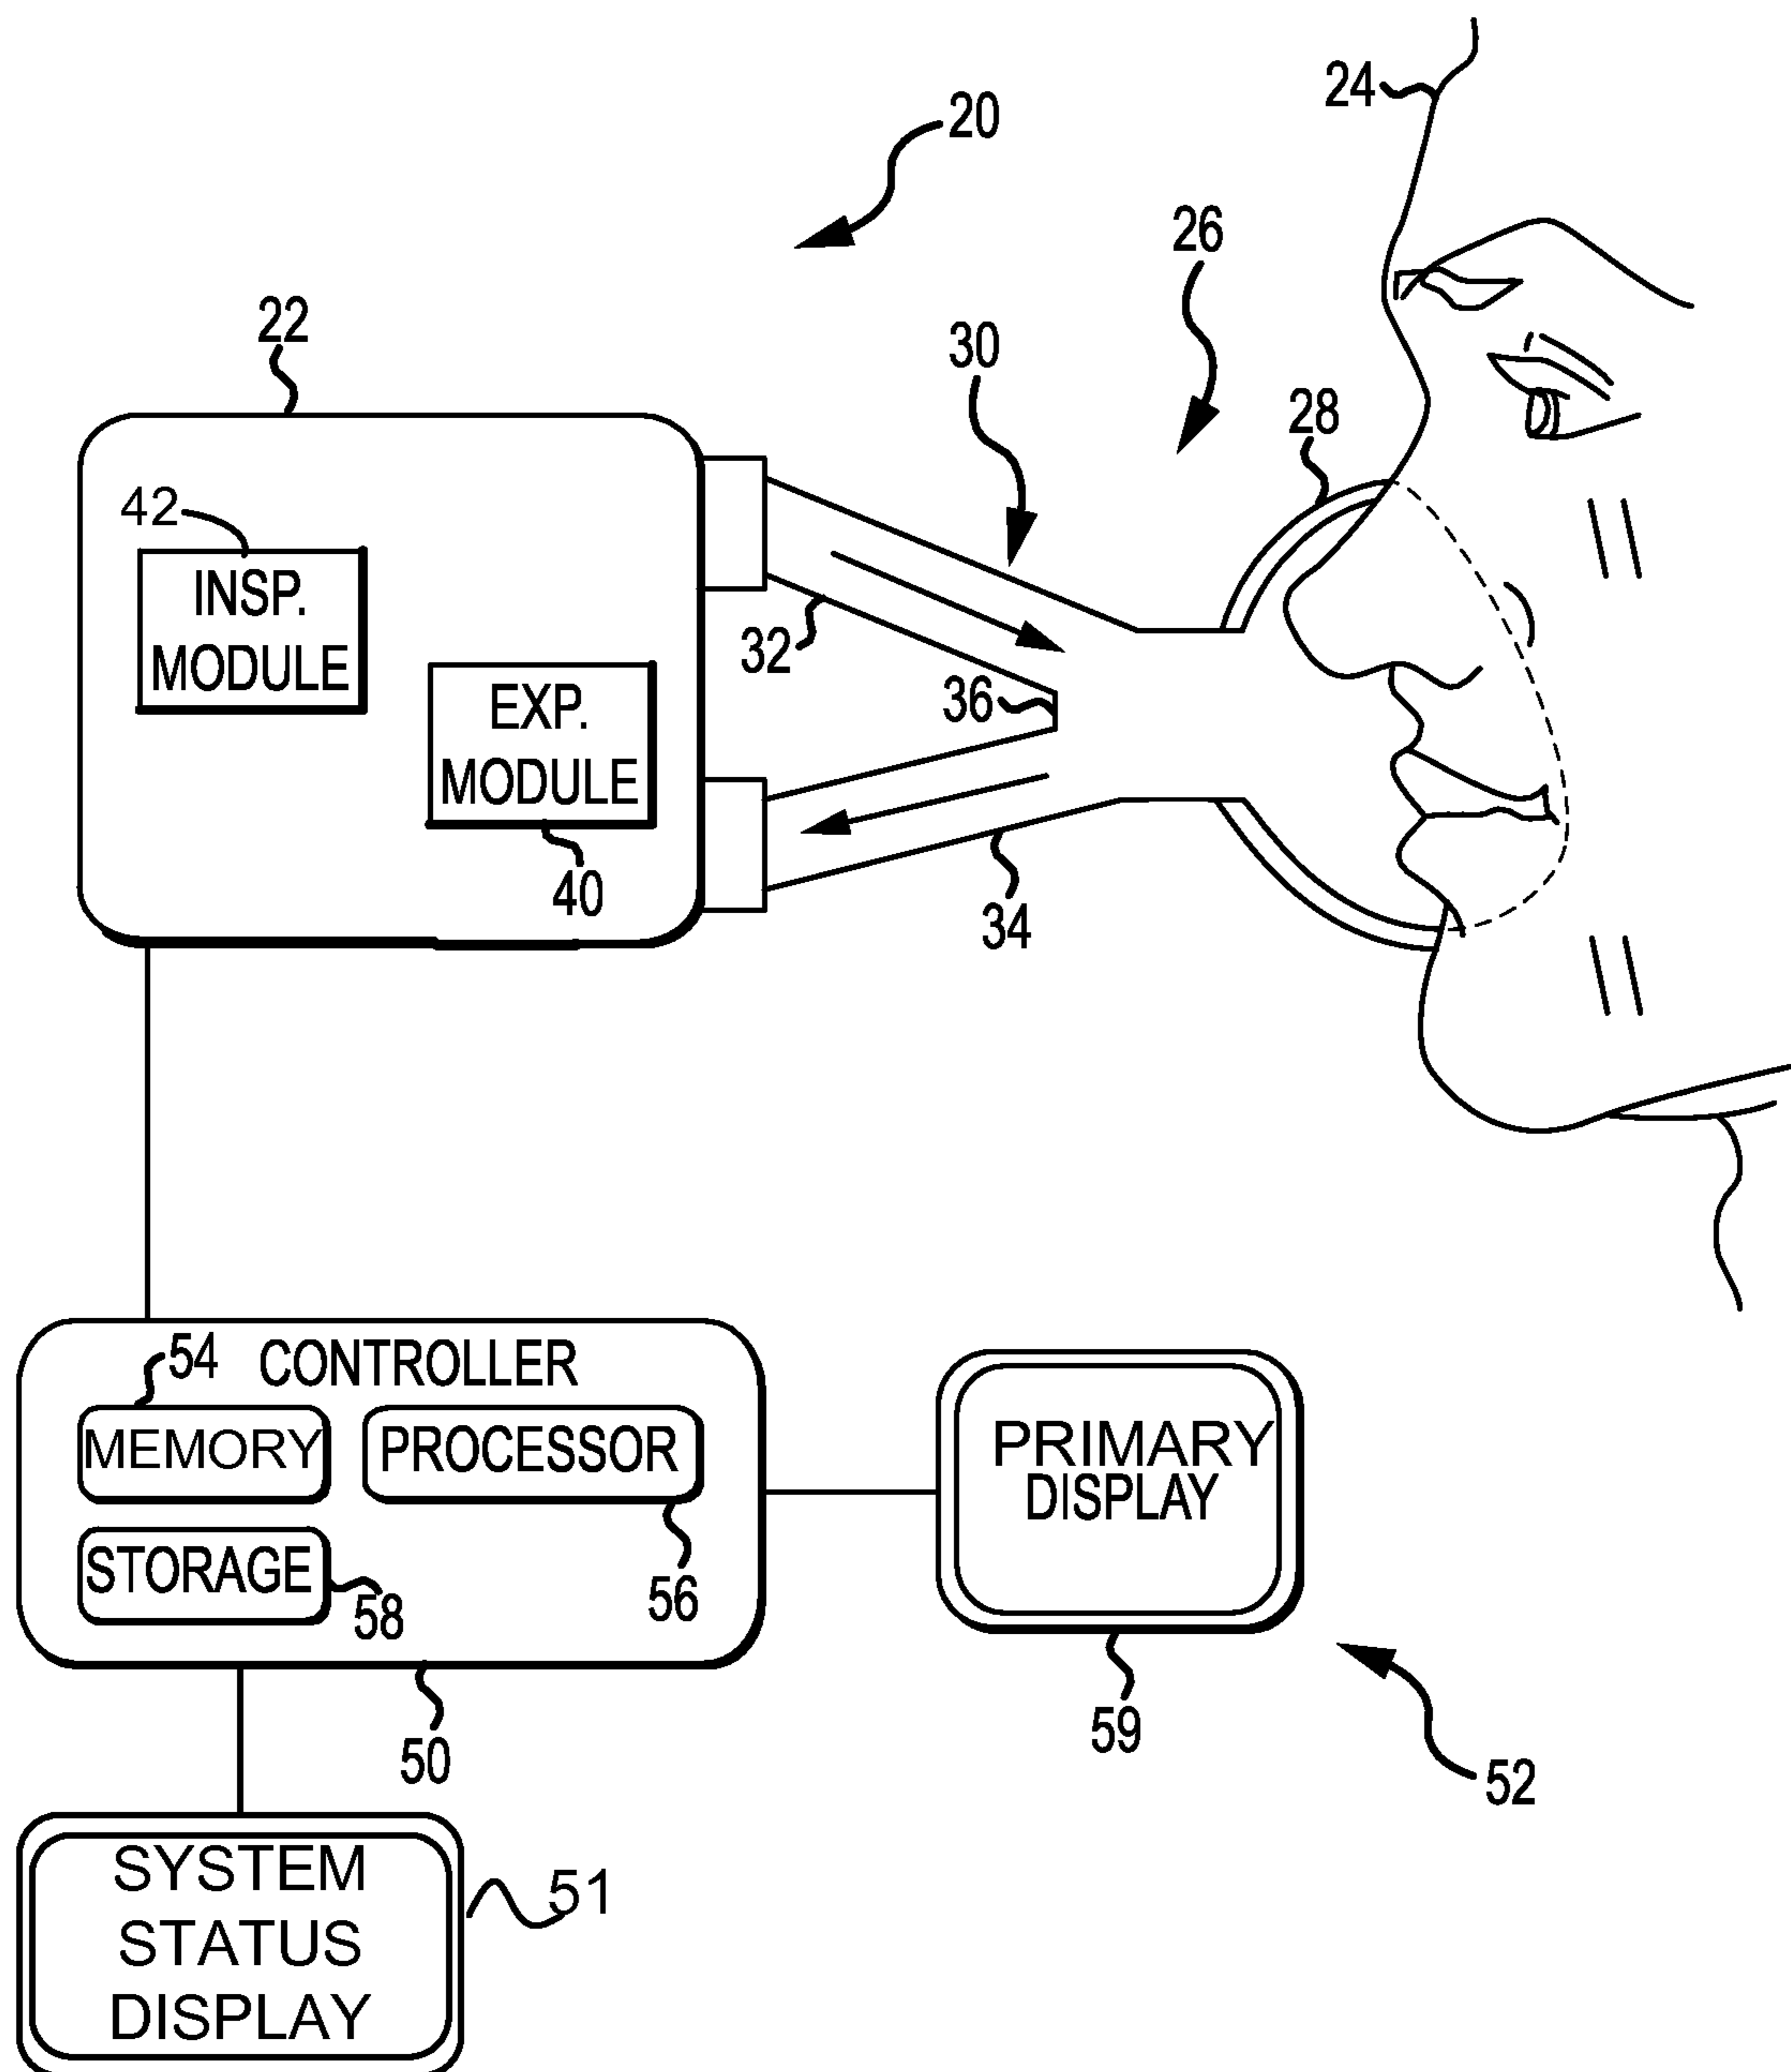 24
20
26
22
30
28
42
INSP.
MODULE
32
36
EXP.
MODULE
40
34
54
CONTROLLER
MEMORY
PROCESSOR
PRIMARY
DISPLAY
STORAGE
58
56
59
50
52
SYSTEM
STATUS
DISPLAY
51